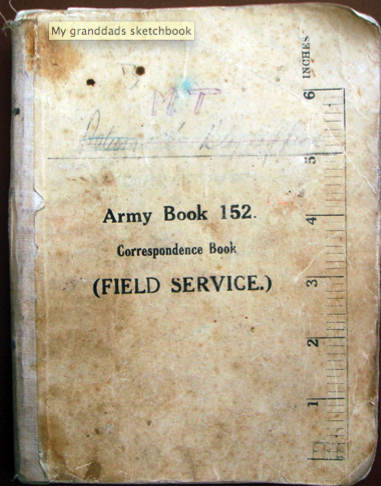 My granddads sketchbook
INCHES
M T
6
5
4
Army Book 152.
Correspondence Book
(FIELD SERVICE.)
3
2
1